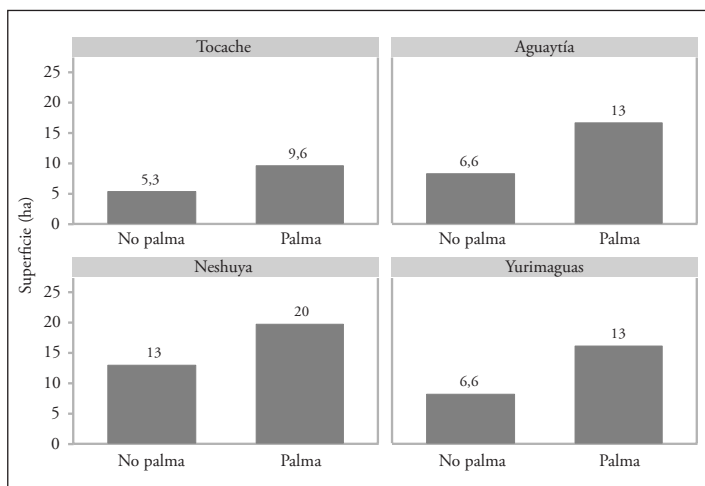 Tocache
Aguaytía
Superficie (ha)
25
20
15
10
5
0
5,3
9,6
6,6
13
No palma
Palma
No palma
Palma
Neshuya
Yurimaguas
25
20
15
10
5
0
13
20
6,6
13
No palma
Palma
No palma
Palma